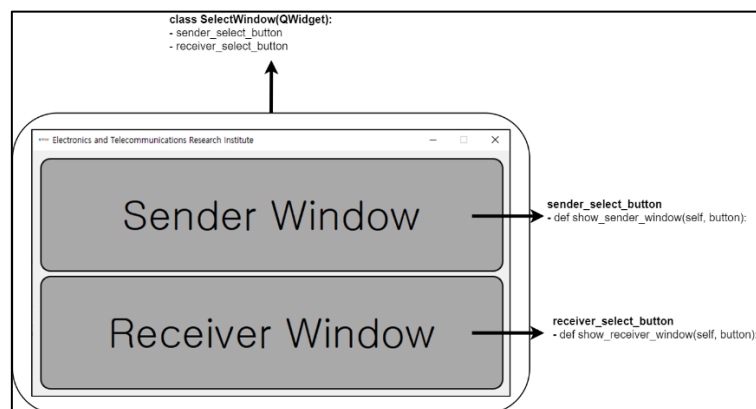 class SelectWindow(QWidget):
- sender_select_button
- receiver_select_button
Electronics and Telecommunications Research Institute
Sender Window
sender_select_button
- def show_sender_window(self, button):
Receiver Window
receiver_select_button
- def show_receiver_window(self, button):